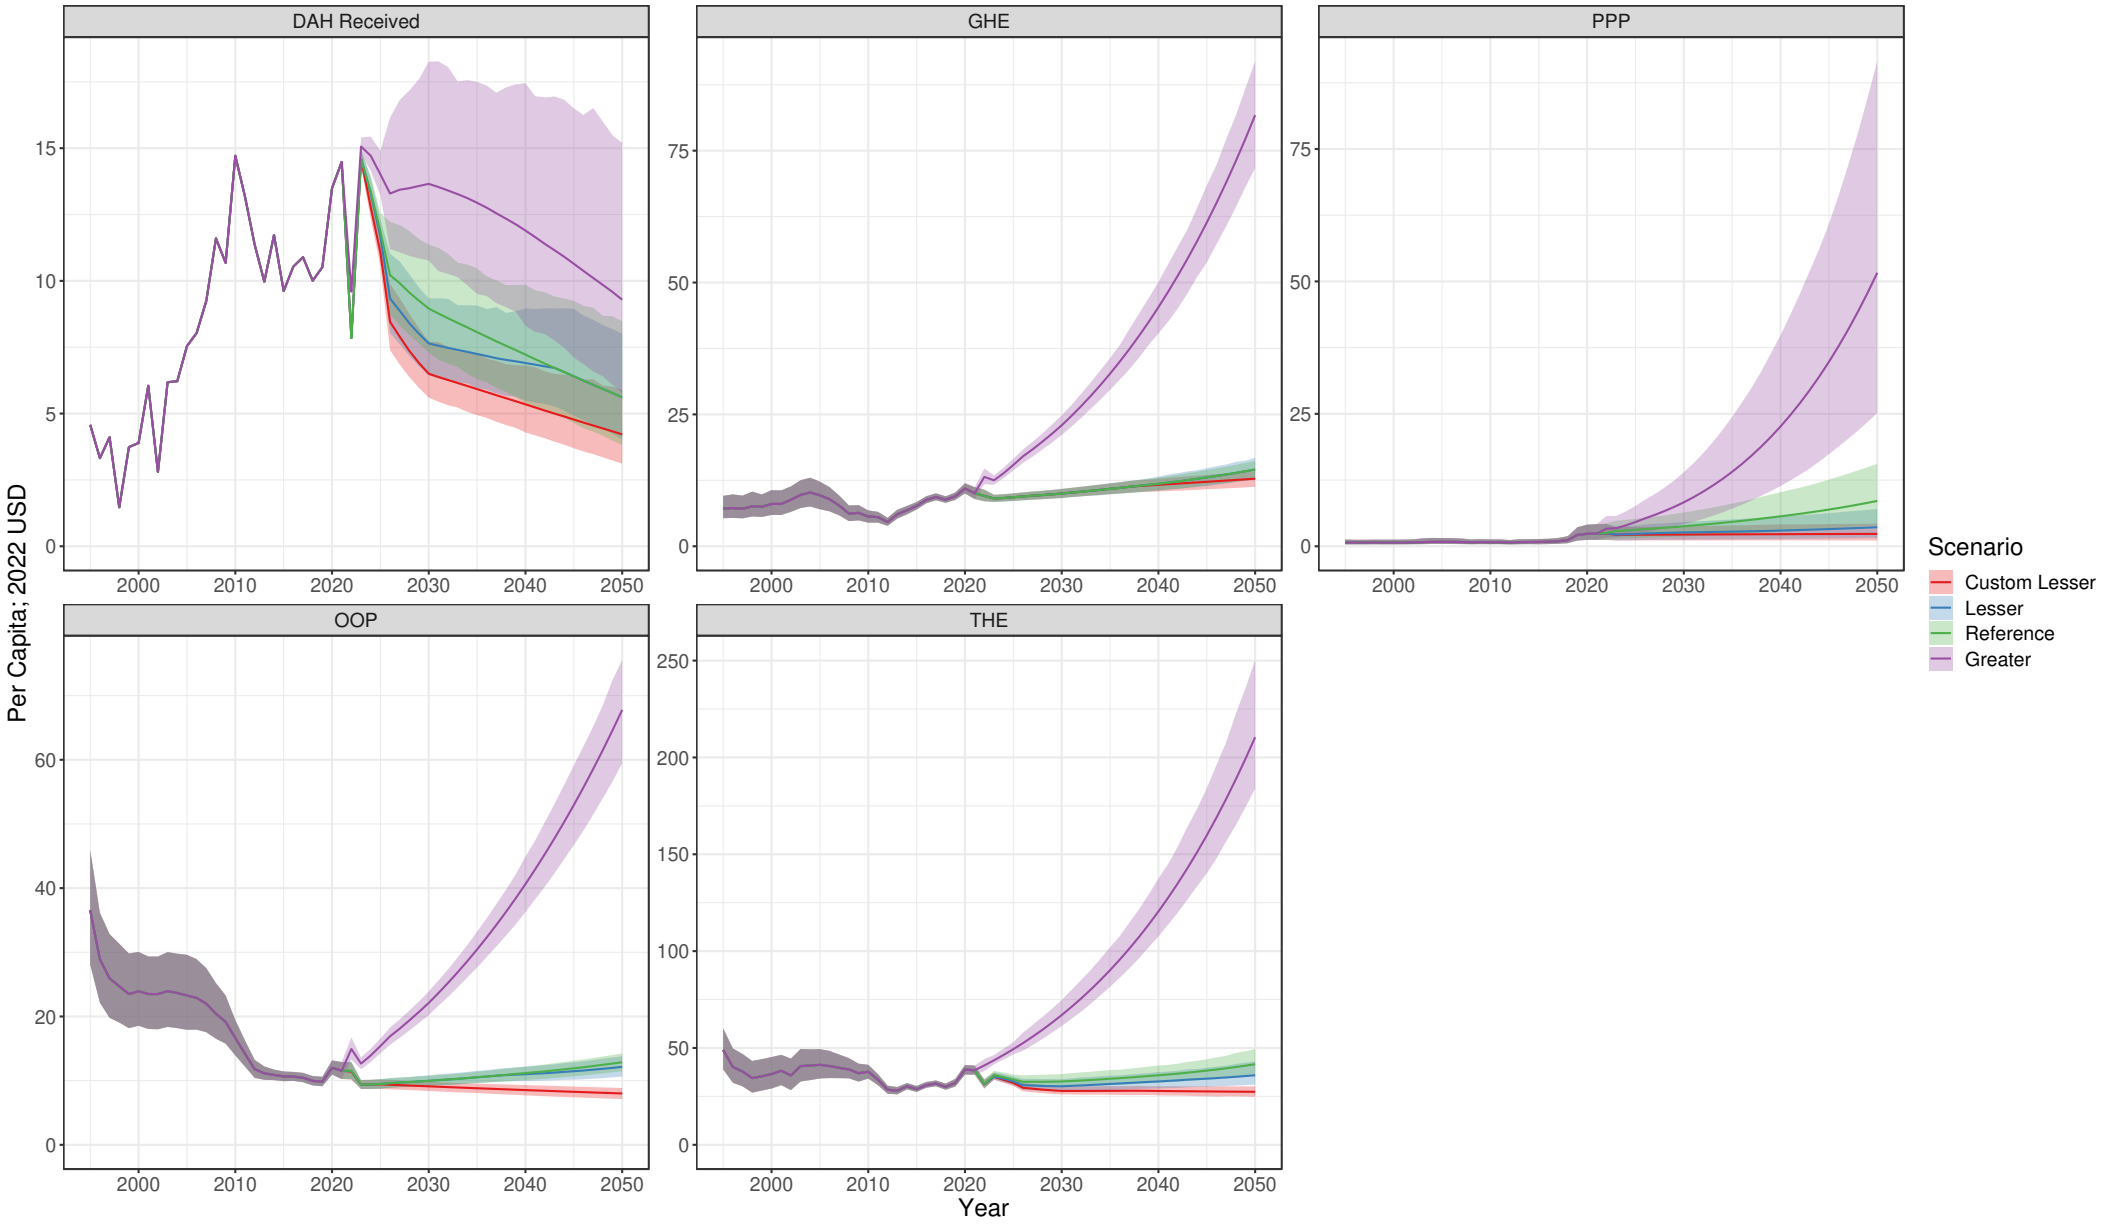 DAH Received
GHE
PPP
15
10
5
0
75
50
25
0
75
50
25
0
2000 2010 2020 2030 2040 2050
2000 2010 2020 2030 2040 2050
2000 2010 2020 2030 2040 2050
OOP
THE
60
40
20
0
250
200
150
100
50
0
2000 2010 2020 2030 2040 2050
2000 2010 2020 2030 2040 2050
Year
Per Capita; 2022 USD
Scenario
Custom Lesser
Lesser
Reference
Greater